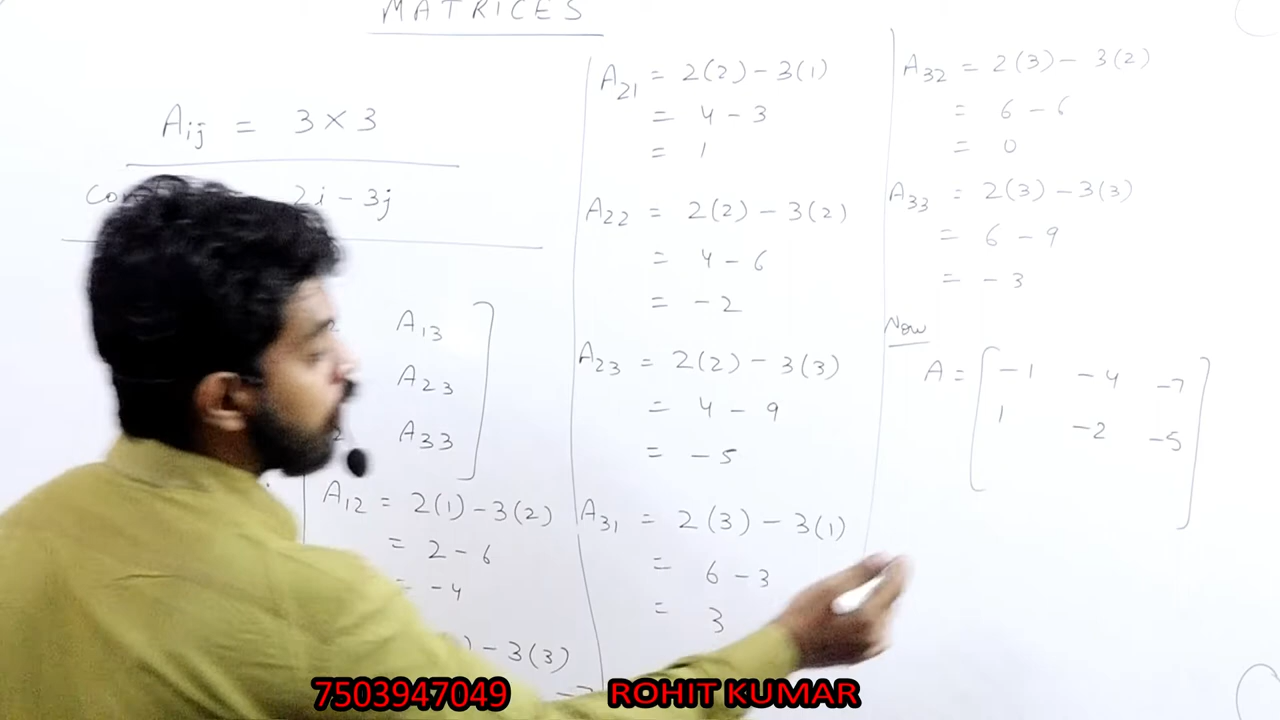 MATRICES
Aij = 3 × 3
2i – 3j
A13
A23
A33
A12 = 2(1) – 3(2)
= 2 – 6
= –4
) – 3(3)
–7
A21 = 2(2) – 3(1)
= 4 – 3
= 1
A22 = 2(2) – 3(2)
= 4 – 6
= –2
A23 = 2(2) – 3(3)
= 4 – 9
= –5
A31 = 2(3) – 3(1)
= 6 – 3
= 3
A32 = 2(3) – 3(2)
= 6 – 6
= 0
A33 = 2(3) – 3(3)
= 6 – 9
= –3
Now
A = [ –1 –4 –7
1 –2 –5 ]
7503947049 ROHIT KUMAR